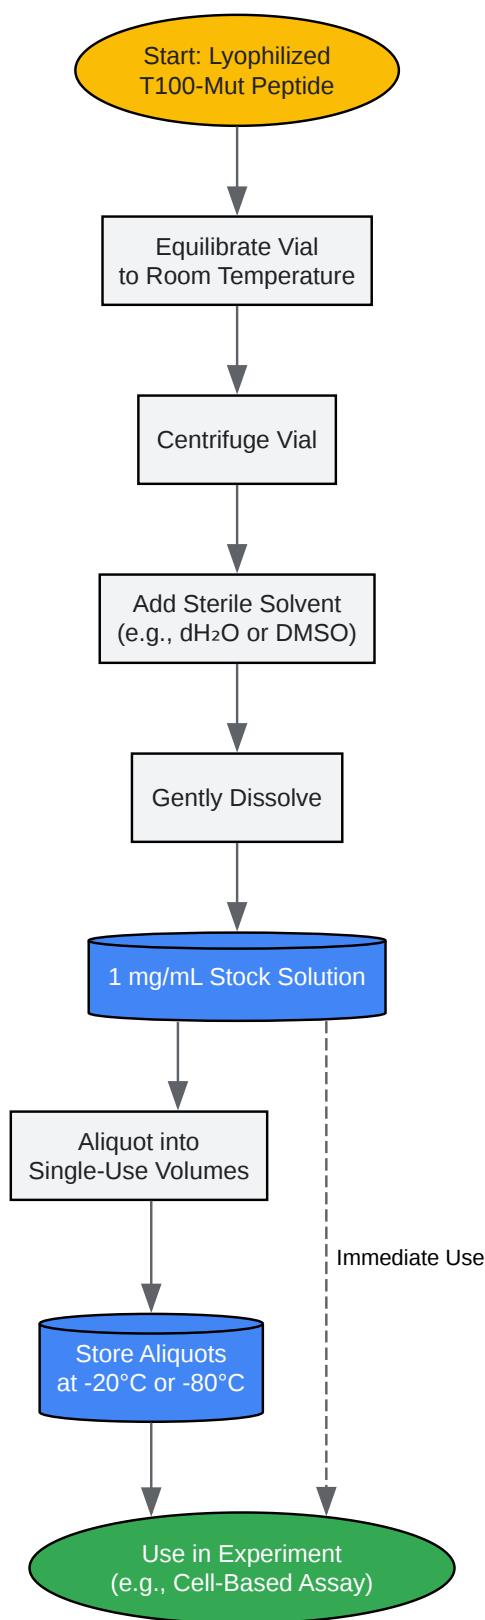 Start: Lyophilized
T100-Mut Peptide
Equilibrate Vial
to Room Temperature
Centrifuge Vial
Add Sterile Solvent
(e.g., dH₂O or DMSO)
Gently Dissolve
1 mg/mL Stock Solution
Aliquot into
Single-Use Volumes
Immediate Use
Store Aliquots
at -20°C or -80°C
Use in Experiment
(e.g., Cell-Based Assay)